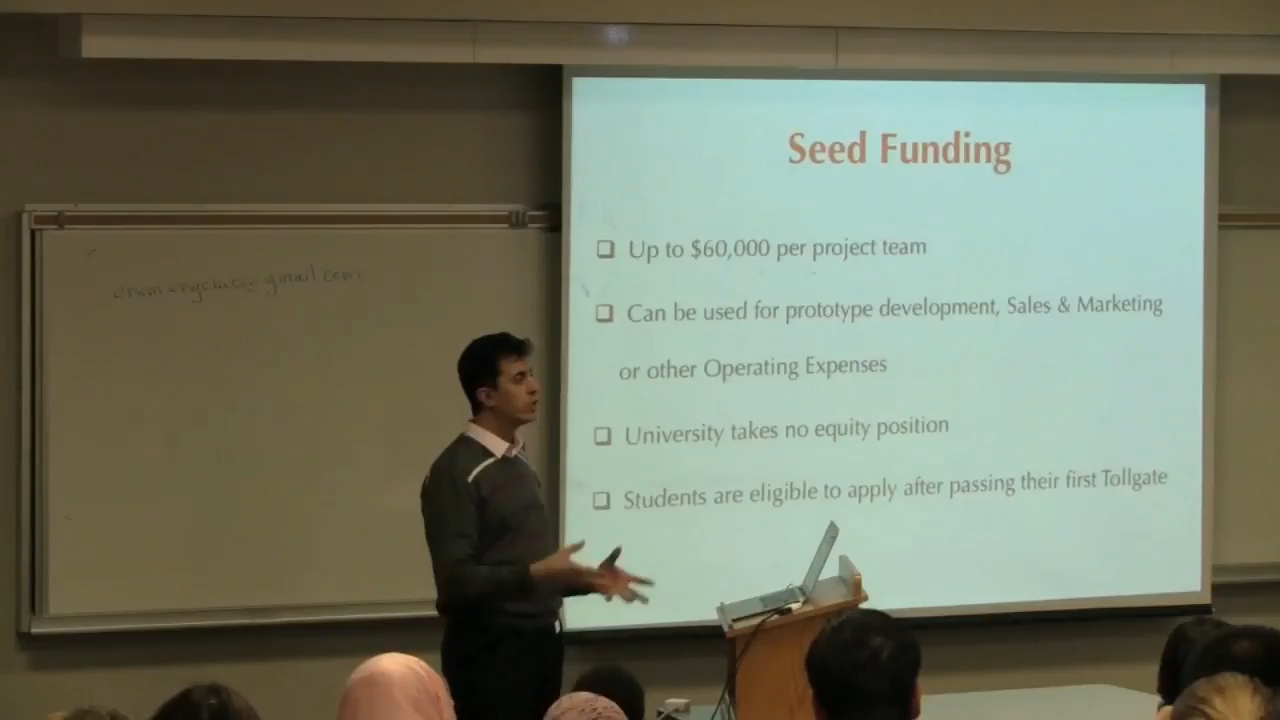 Seed Funding
❑ Up to $60,000 per project team
❑ Can be used for prototype development, Sales & Marketing
or other Operating Expenses
❑ University takes no equity position
❑ Students are eligible to apply after passing their first Tollgate